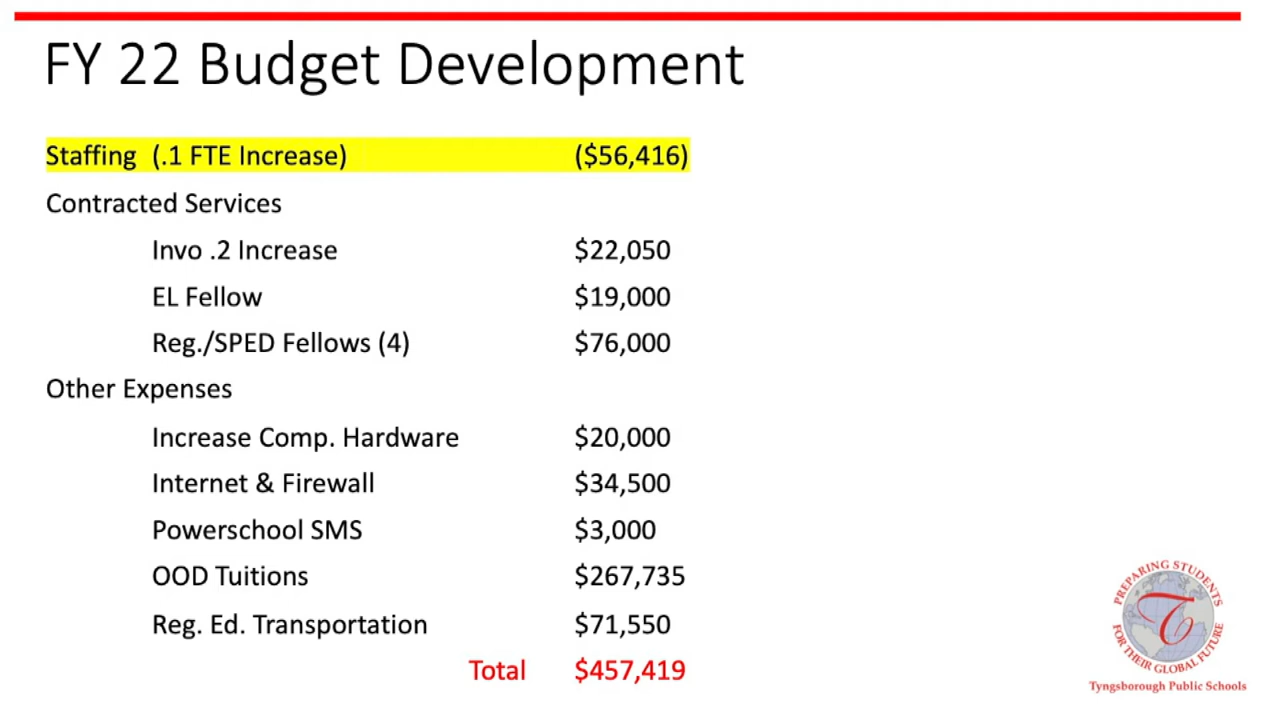 FY 22 Budget Development
Staffing (.1 FTE Increase) ($56,416)
Contracted Services
Invo .2 Increase $22,050
EL Fellow $19,000
Reg./SPED Fellows (4) $76,000
Other Expenses
Increase Comp. Hardware $20,000
Internet & Firewall $34,500
Powerschool SMS $3,000
OOD Tuitions $267,735
Reg. Ed. Transportation $71,550
Total $457,419
PREPARING STUDENTS
T
FOR THEIR GLOBAL FUTURE
Tyngsborough Public Schools